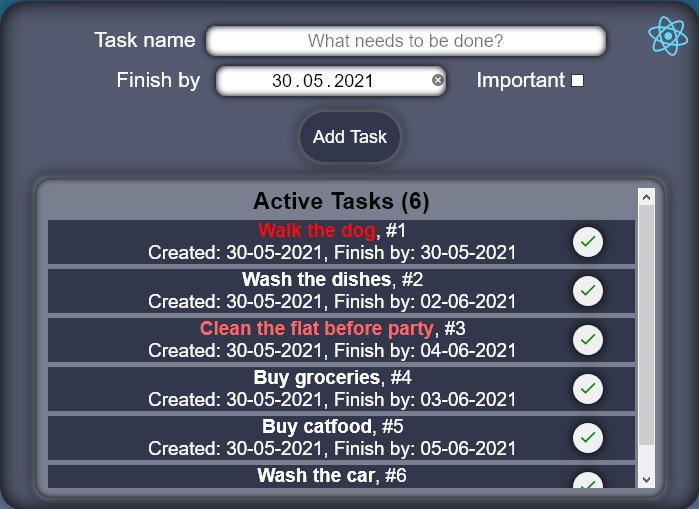 Task name What needs to be done?
Finish by 30.05.2021 Important
Add Task
Active Tasks (6)
Walk the dog, #1
Created: 30-05-2021, Finish by: 30-05-2021
Wash the dishes, #2
Created: 30-05-2021, Finish by: 02-06-2021
Clean the flat before party, #3
Created: 30-05-2021, Finish by: 04-06-2021
Buy groceries, #4
Created: 30-05-2021, Finish by: 03-06-2021
Buy catfood, #5
Created: 30-05-2021, Finish by: 05-06-2021
Wash the car, #6